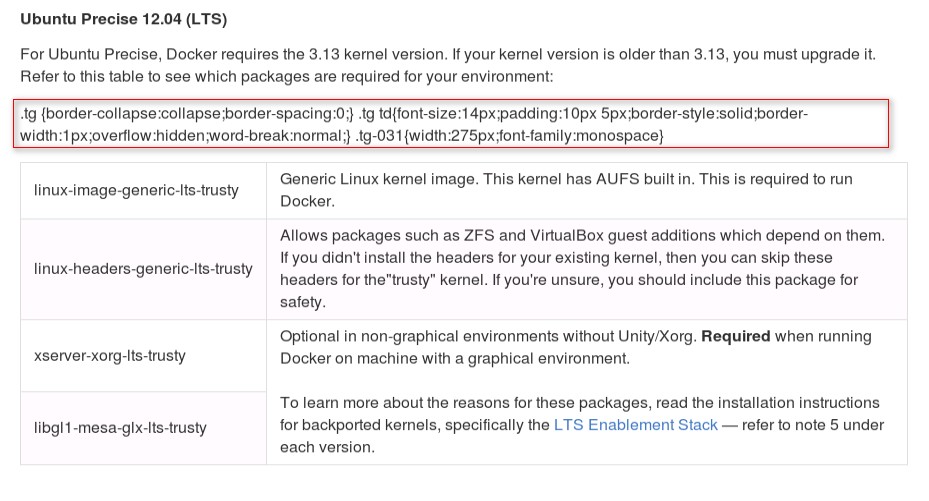 Ubuntu Precise 12.04 (LTS)
For Ubuntu Precise, Docker requires the 3.13 kernel version. If your kernel version is older than 3.13, you must upgrade it.
Refer to this table to see which packages are required for your environment:
.tg {border-collapse:collapse;border-spacing:0;} .tg td{font-size:14px;padding:10px 5px;border-style:solid;border-
width:1px;overflow:hidden;word-break:normal;} .tg-031{width:275px;font-family:monospace}
linux-image-generic-lts-trusty
Generic Linux kernel image. This kernel has AUFS built in. This is required to run
Docker.
linux-headers-generic-lts-trusty
Allows packages such as ZFS and VirtualBox guest additions which depend on them.
If you didn't install the headers for your existing kernel, then you can skip these
headers for the"trusty" kernel. If you're unsure, you should include this package for
safety.
xserver-xorg-lts-trusty
Optional in non-graphical environments without Unity/Xorg. Required when running
Docker on machine with a graphical environment.
libgl1-mesa-glx-lts-trusty
To learn more about the reasons for these packages, read the installation instructions
for backported kernels, specifically the LTS Enablement Stack — refer to note 5 under
each version.